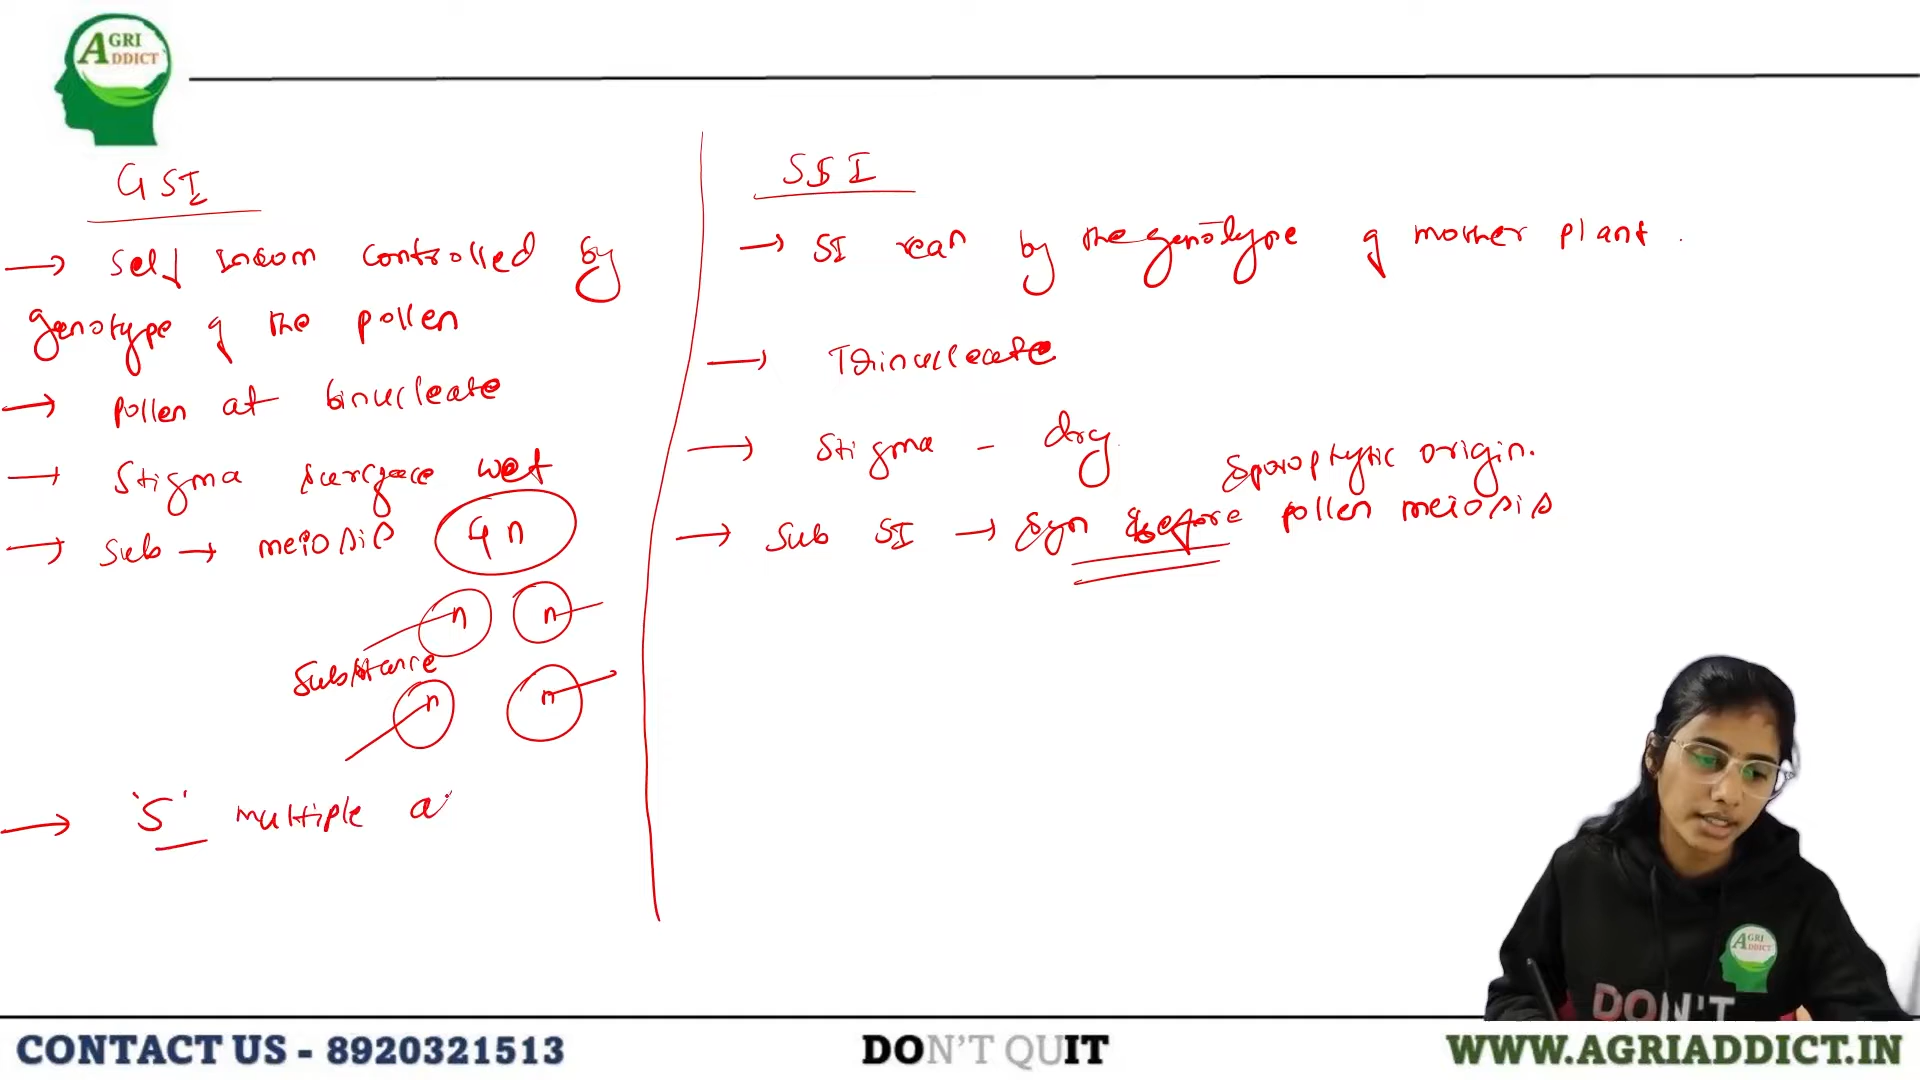 AGRI
ADDICT
GSI
→ Self Incom controlled by
genotype of the pollen
→ pollen at binucleate
→ Stigma surface wet
→ Sub → meiosis 4n
n n
Substance
n n
→ 'S' multiple a
SSI
→ SI rean by the genotype of mother plant.
→ Trinucleate
→ Stigma - dry
Sporophytic origin.
→ Sub SI → Syn before pollen meiosis
AGRI
ADDICT
DON'T
CONTACT US - 8920321513
DON'T QUIT
WWW.AGRIADDICT.IN